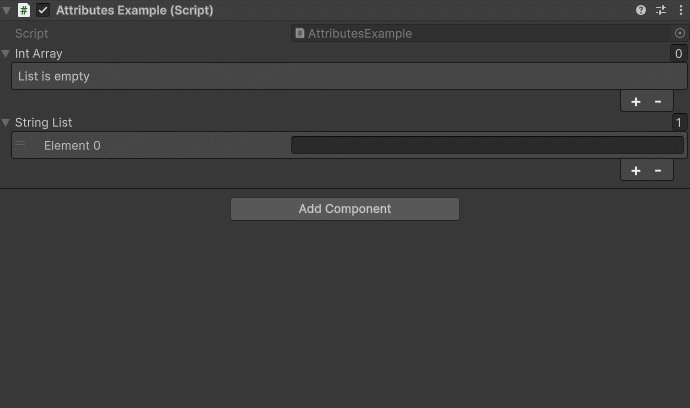 # Attributes Example (Script)
Script # AttributesExample
Int Array 0
List is empty
+ -
String List 1
Element 0
+ -
Add Component